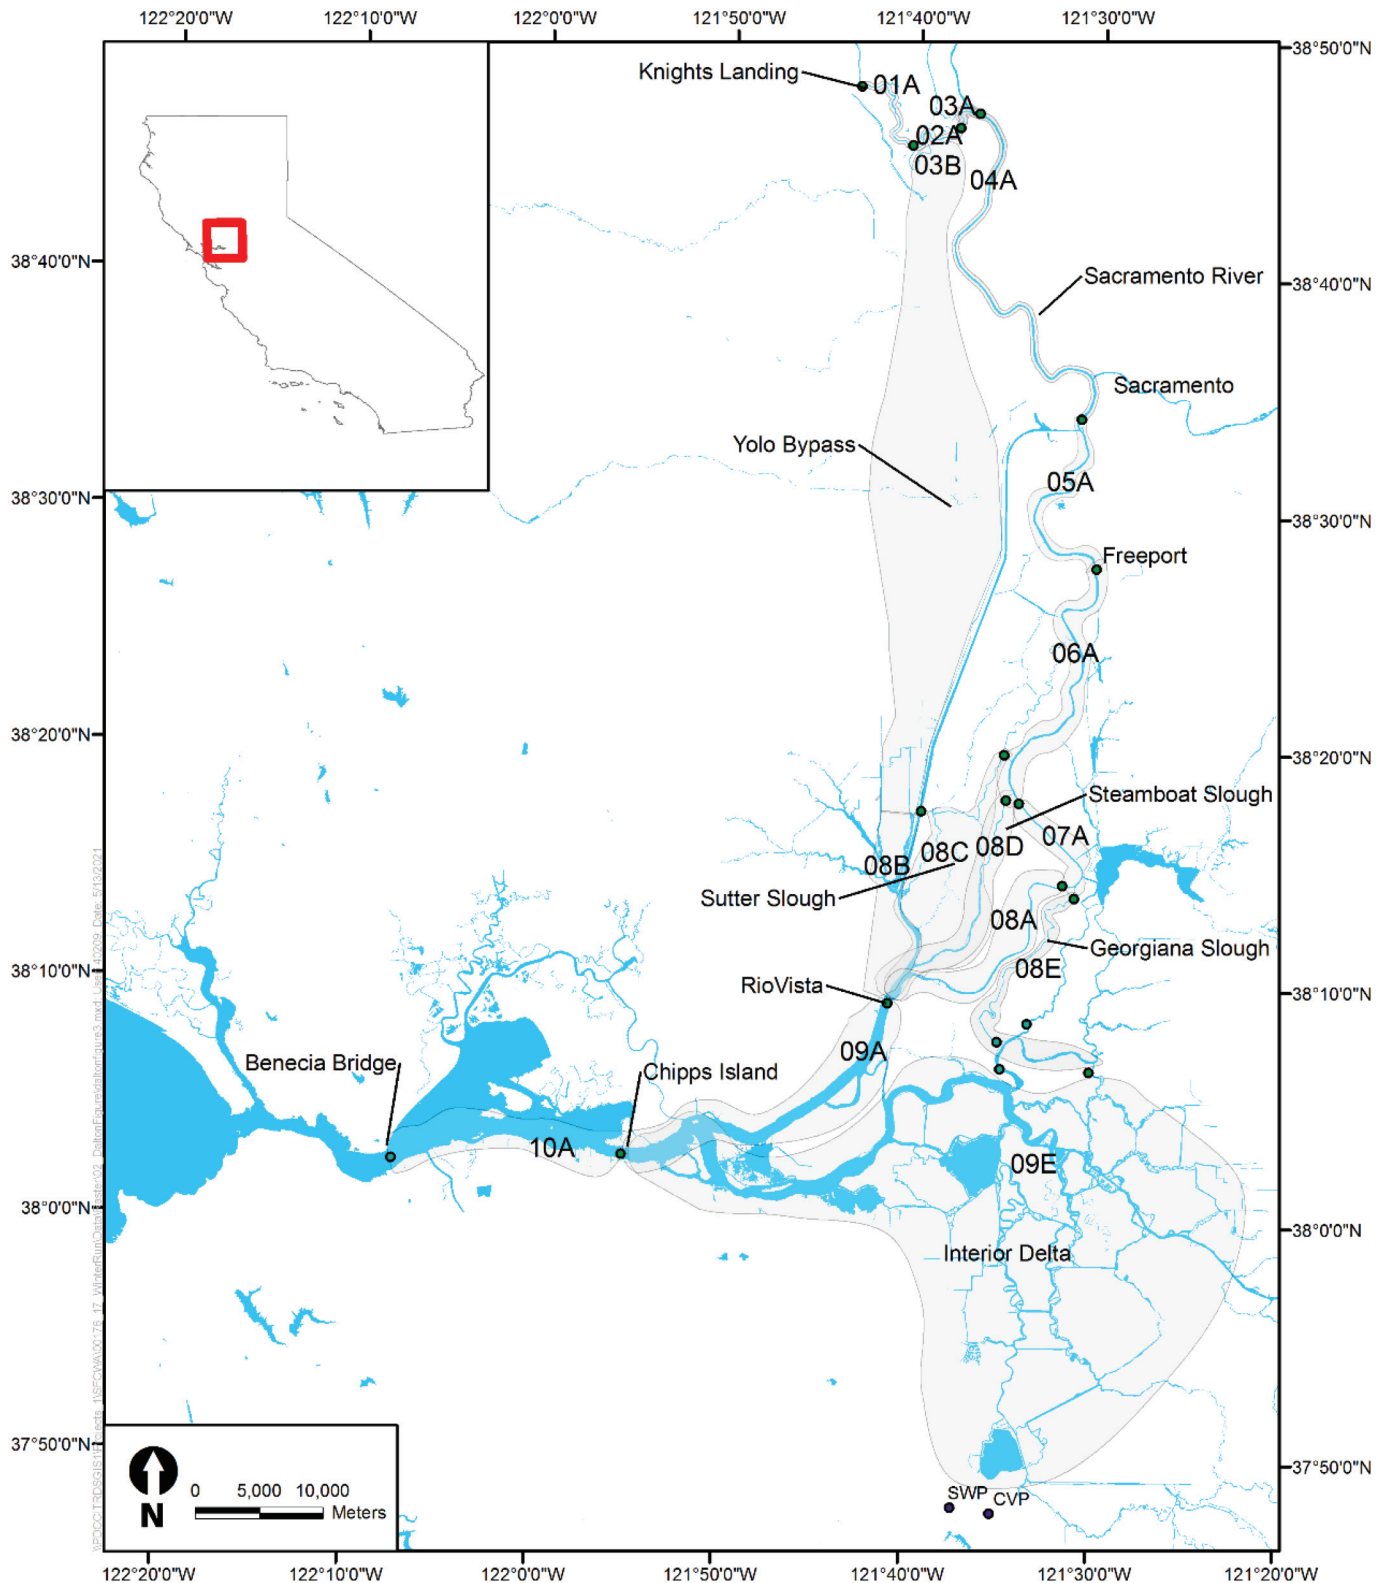 122°20'0"W 122°10'0"W 122°0'0"W 121°50'0"W 121°40'0"W 121°30'0"W
38°50'0"N
Knights Landing
01A
03A
02A
03B
04A
38°40'0"N
38°40'0"N
Sacramento River
Sacramento
Yolo Bypass
05A
38°30'0"N
38°30'0"N
Freeport
06A
38°20'0"N
38°20'0"N
Steamboat Slough
07A
08D
08C
08B
Sutter Slough
08A
Georgiana Slough
08E
38°10'0"N
RioVista
38°10'0"N
09A
Benecia Bridge
Chipps Island
10A
09E
38°0'0"N
38°0'0"N
Interior Delta
37°50'0"N
37°50'0"N
SWP
CVP
0 5,000 10,000
Meters
N
122°20'0"W 122°10'0"W 122°0'0"W 121°50'0"W 121°40'0"W 121°30'0"W 121°20'0"W